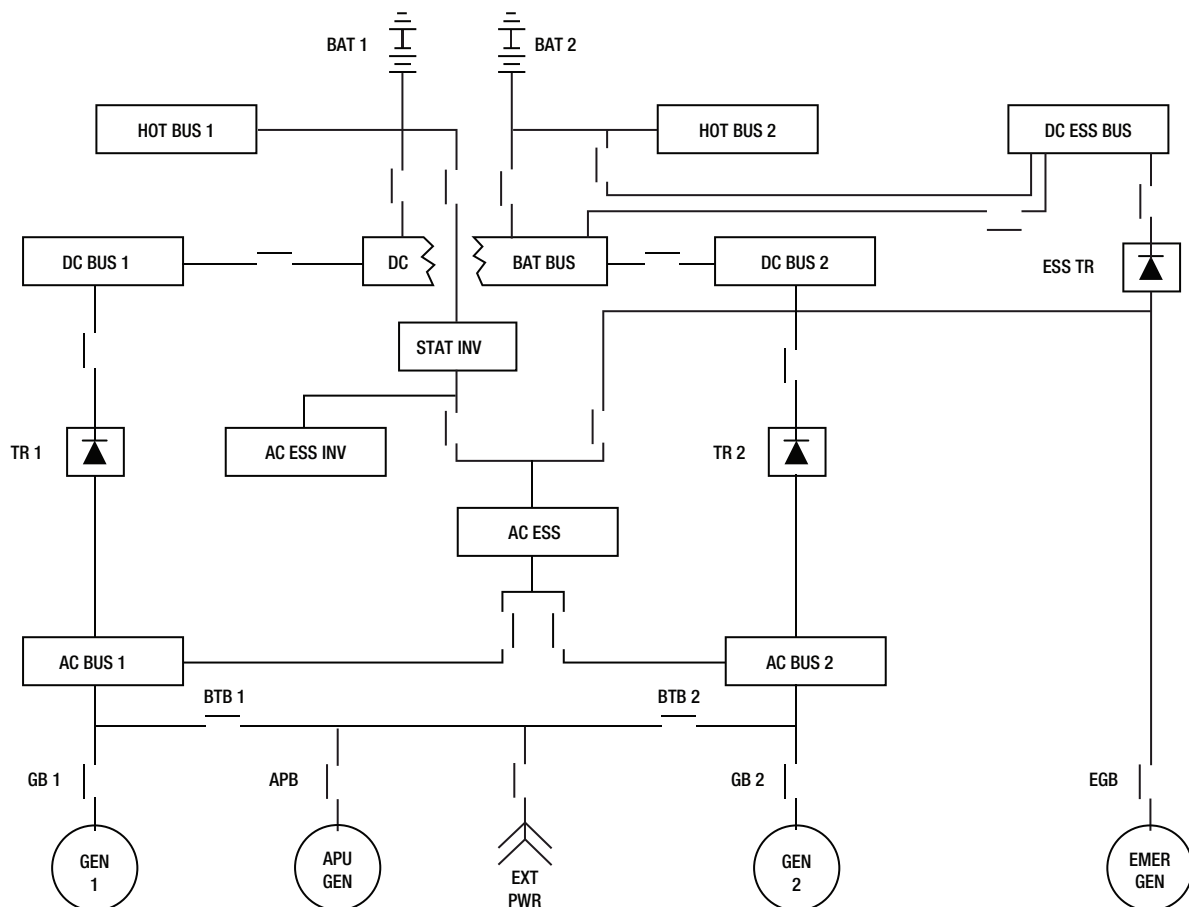 BAT 1
BAT 2
HOT BUS 1
HOT BUS 2
DC ESS BUS
DC BUS 1
DC
BAT BUS
DC BUS 2
ESS TR
STAT INV
AC ESS INV
TR 1
TR 2
AC ESS
AC BUS 1
AC BUS 2
BTB 1
BTB 2
GB 1
APB
GB 2
EGB
GEN
1
APU
GEN
EXT
PWR
GEN
2
EMER
GEN